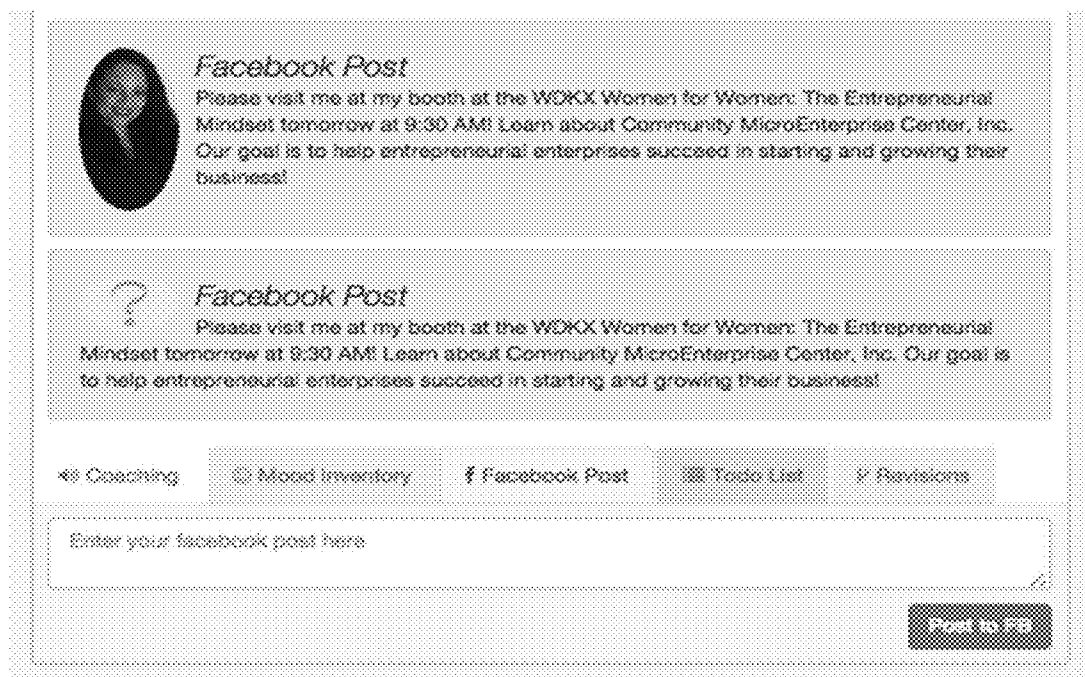 Facebook Post
Please visit me at my booth at the WDKX Women for Women: The Entrepreneurial
Mindset tomorrow at 9:30 AM! Learn about Community MicroEnterprise Center, Inc.
Our goal is to help entrepreneurial enterprises succeed in starting and growing their
business!
?
Facebook Post
Please visit me at my booth at the WDKX Women for Women: The Entrepreneurial
Mindset tomorrow at 9:30 AM! Learn about Community MicroEnterprise Center, Inc. Our goal is
to help entrepreneurial enterprises succeed in starting and growing their business!
Coaching Mood Inventory f Facebook Post Todo List Revisions
Enter your facebook post here
Post to FB